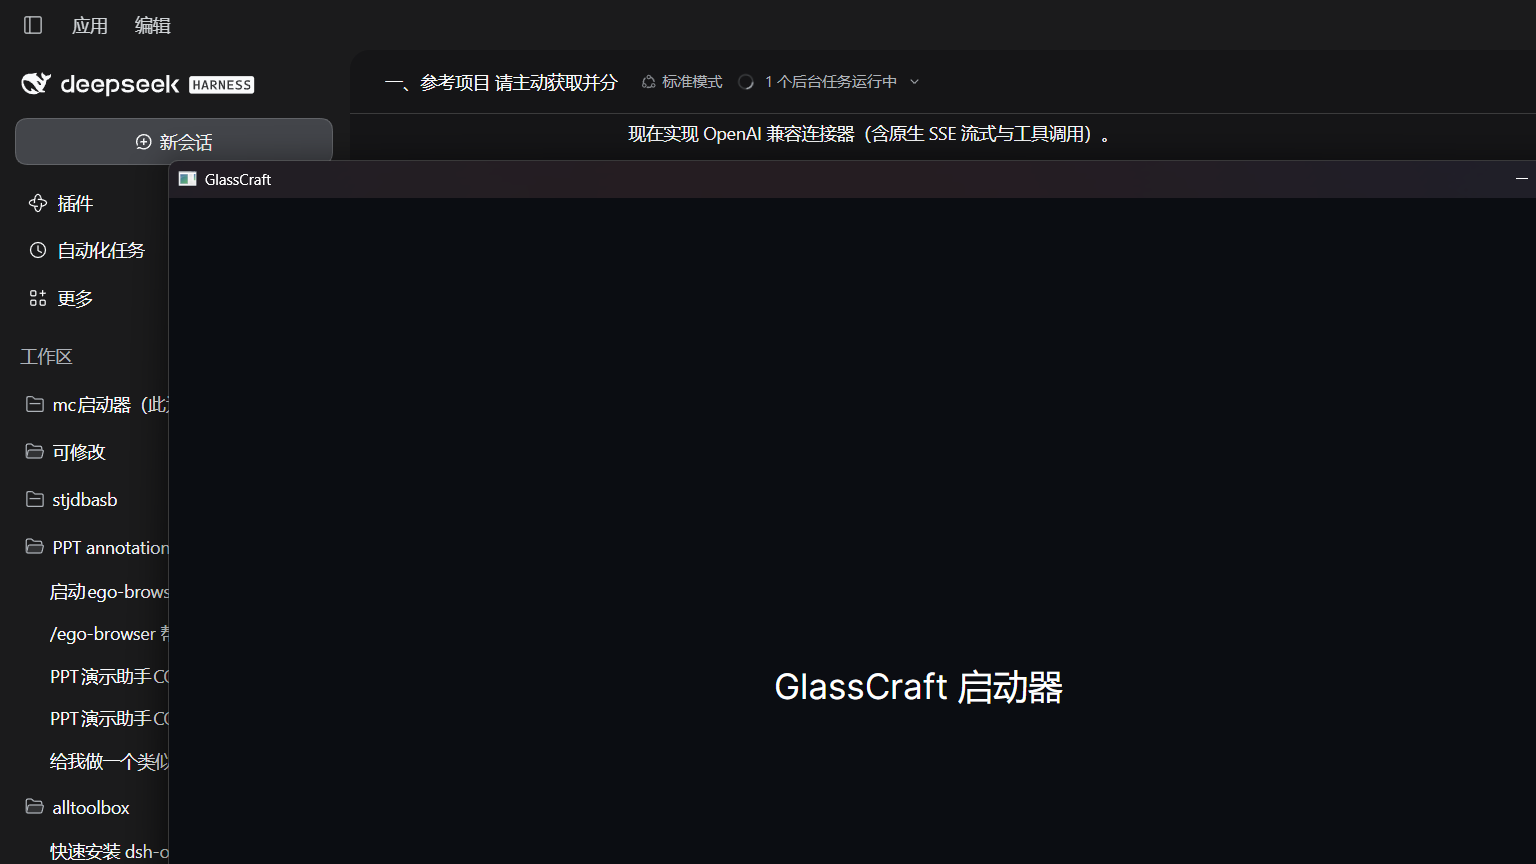 应用 编辑
deepseek HARNESS
一、参考项目 请主动获取并分 标准模式 1 个后台任务运行中
现在实现 OpenAI 兼容连接器（含原生 SSE 流式与工具调用）。
新会话
GlassCraft
插件
自动化任务
更多
工作区
mc启动器（此
可修改
stjdbasb
PPT annotation
启动ego-brows
/ego-browser
PPT演示助手CO
PPT演示助手CO
给我做一个类似
alltoolbox
快速安装 dsh-o
GlassCraft 启动器